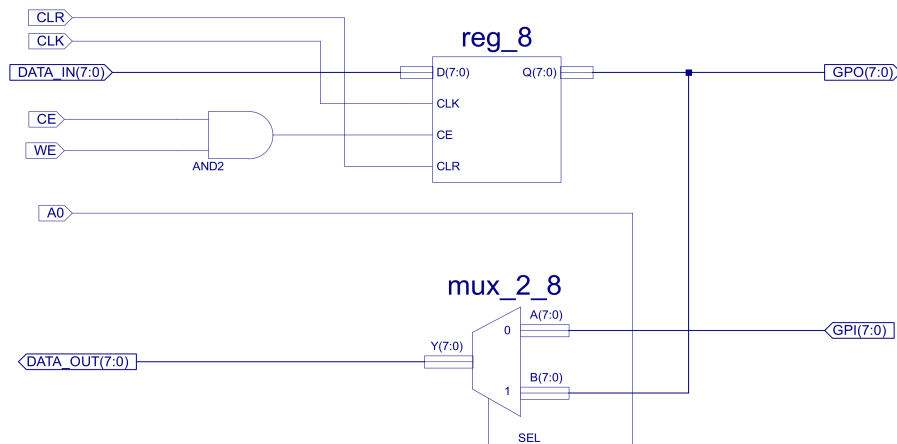 CLR
CLK
reg_8
DATA_IN(7:0)
D(7:0)
Q(7:0)
GPO(7:0)
CLK
CE
CE
WE
AND2
CLR
A0
mux_2_8
A(7:0)
0
GPI(7:0)
Y(7:0)
DATA_OUT(7:0)
B(7:0)
1
SEL